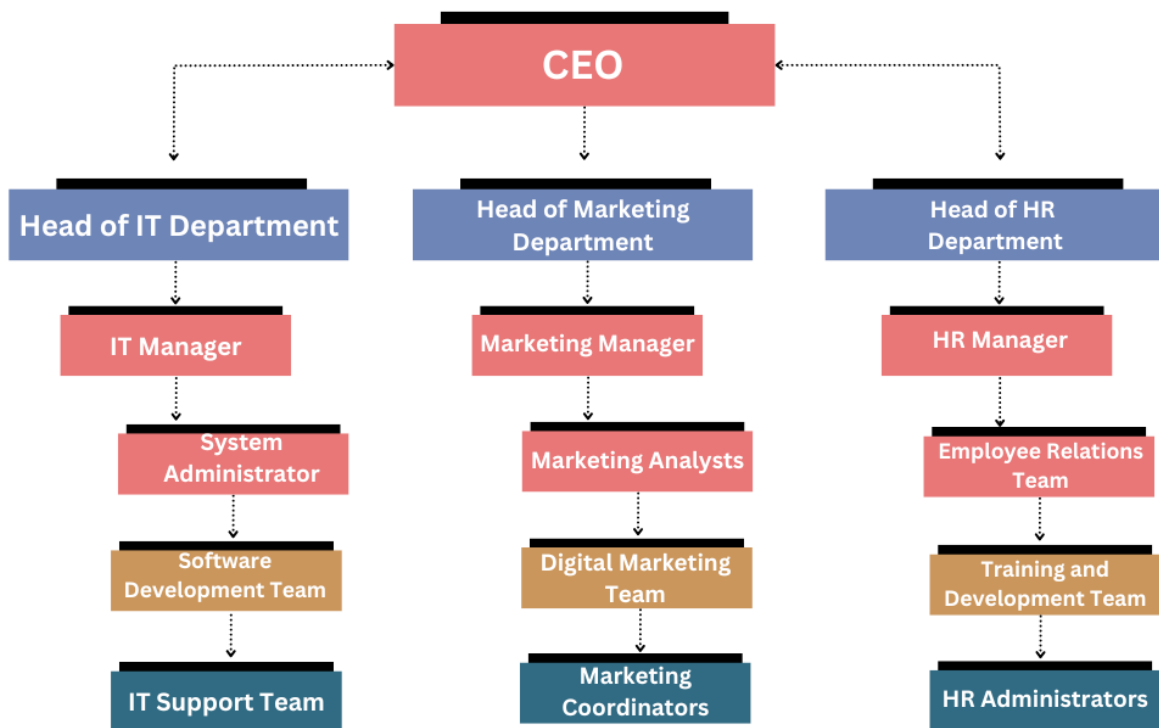 CEO
Head of IT Department
Head of Marketing
Department
Head of HR
Department
IT Manager
Marketing Manager
HR Manager
System
Administrator
Marketing Analysts
Employee Relations
Team
Software
Development Team
Digital Marketing
Team
Training and
Development Team
IT Support Team
Marketing
Coordinators
HR Administrators